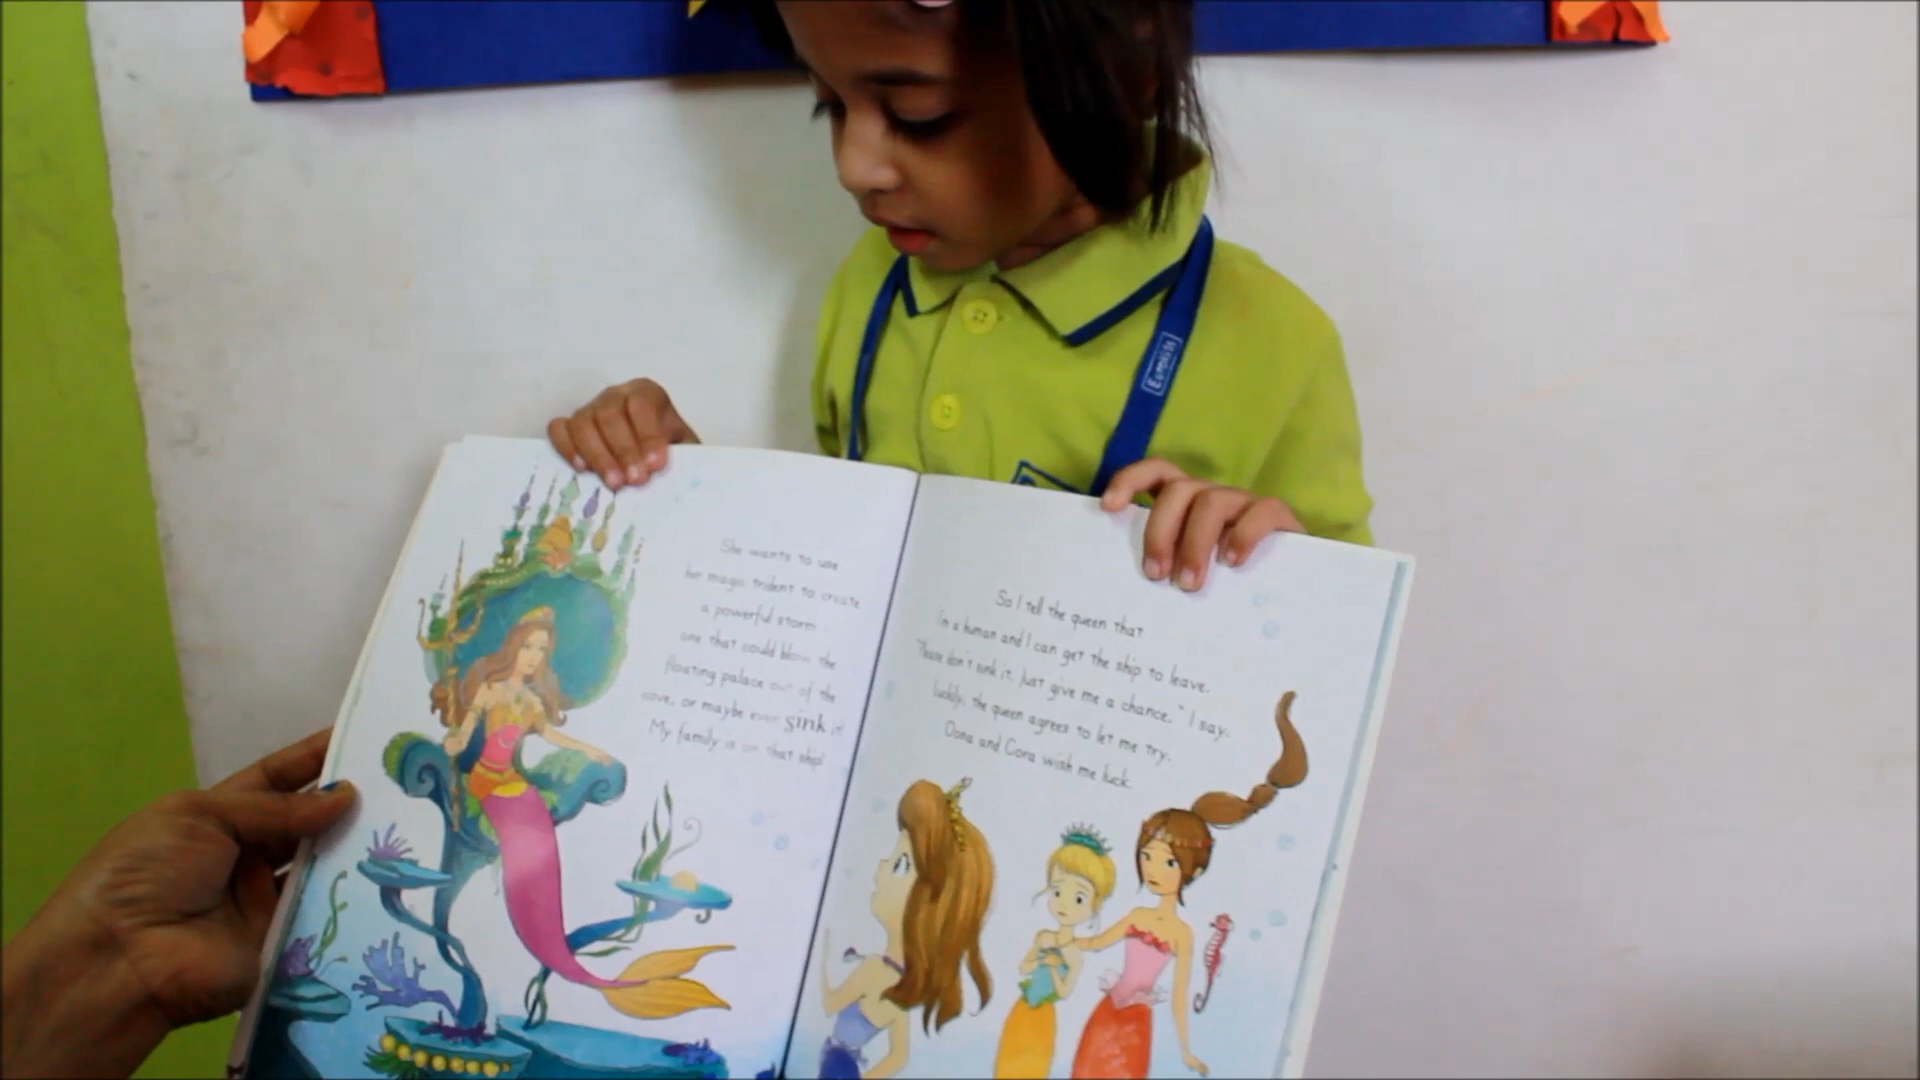 She wants to use
her magic trident to create
a powerful storm -
one that could blow the
floating palace out of the
cove, or maybe even sink it!
My family is on that ship!
So I tell the queen that
I'm a human and I can get the ship to leave.
"Please don't sink it. Just give me a chance," I say.
Luckily, the queen agrees to let me try.
Oona and Cora wish me luck.